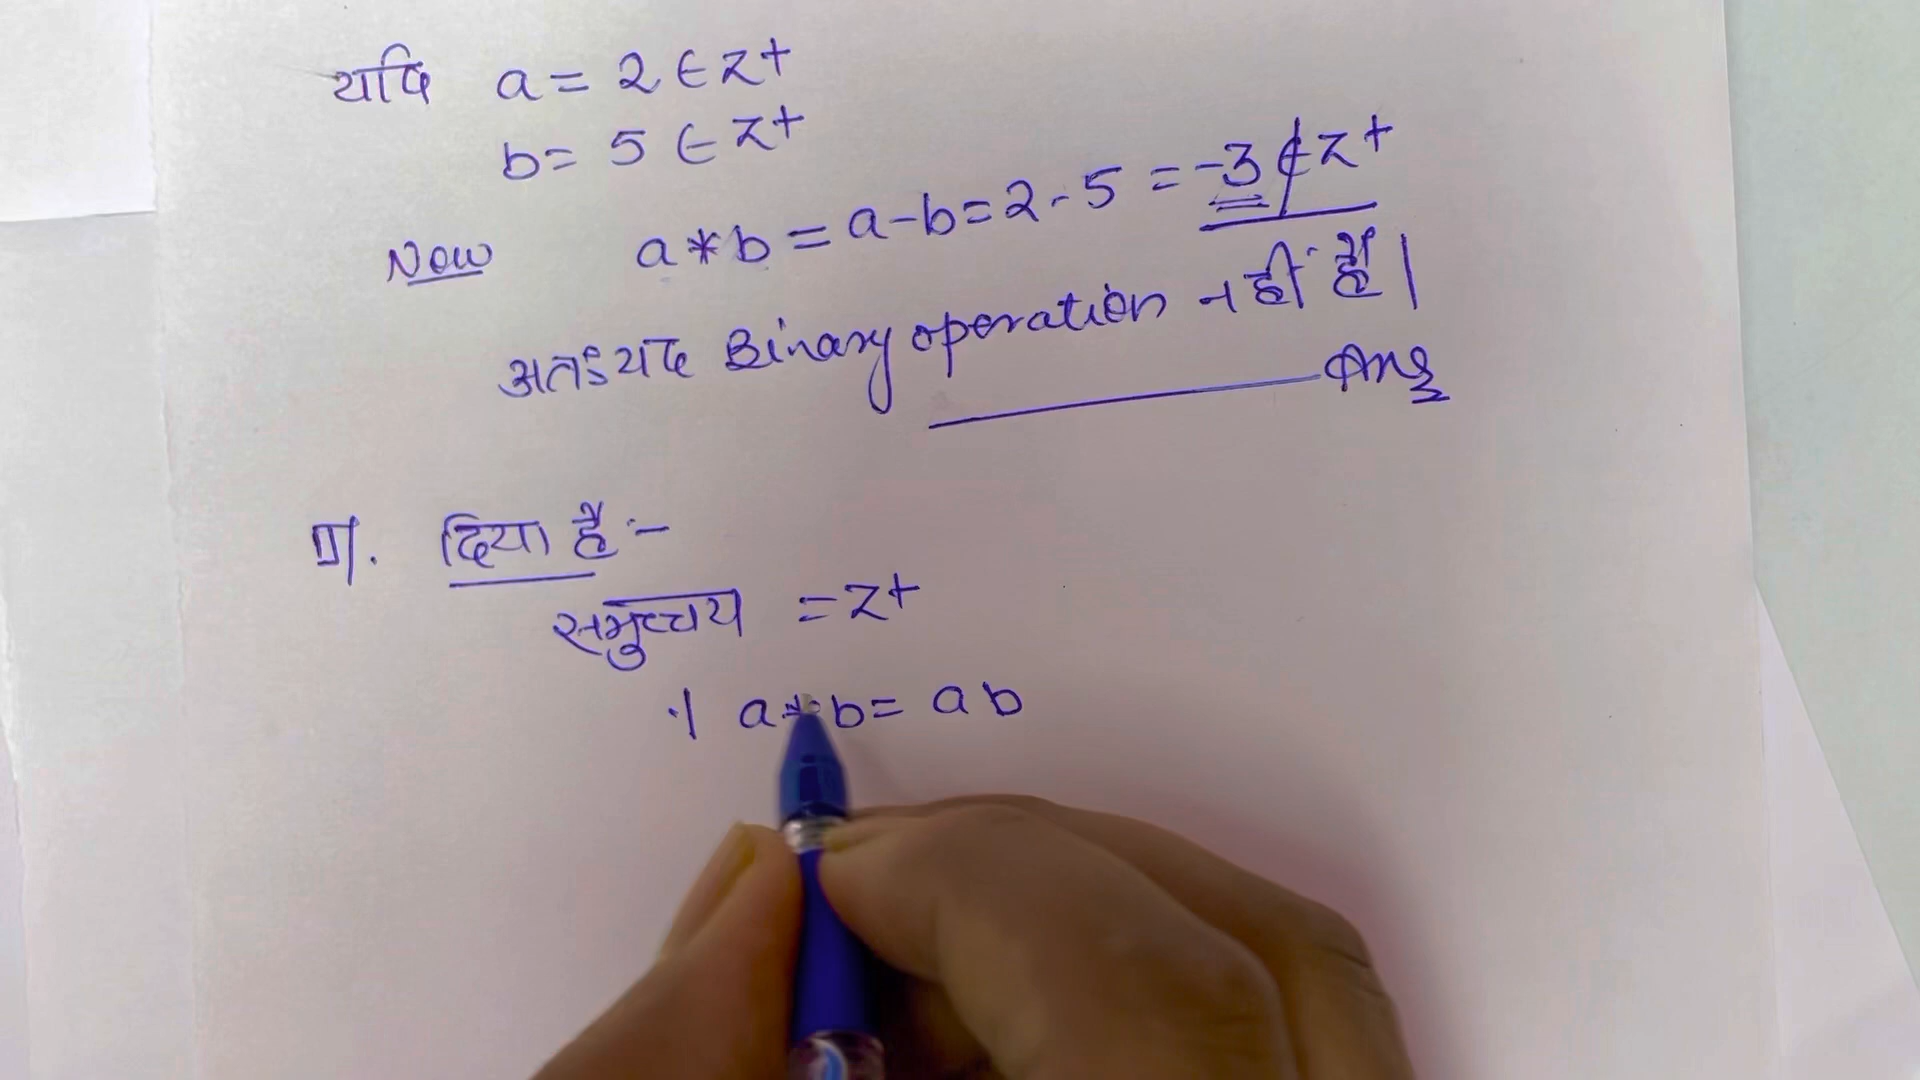 यदि a = 2 ∈ Z+
b = 5 ∈ Z+
Now a * b = a - b = 2 - 5 = -3 ∉ Z+
अतः यह Binary operation नहीं है।
Ans
II. दिया है :-
समुच्चय = Z+
a * b = ab